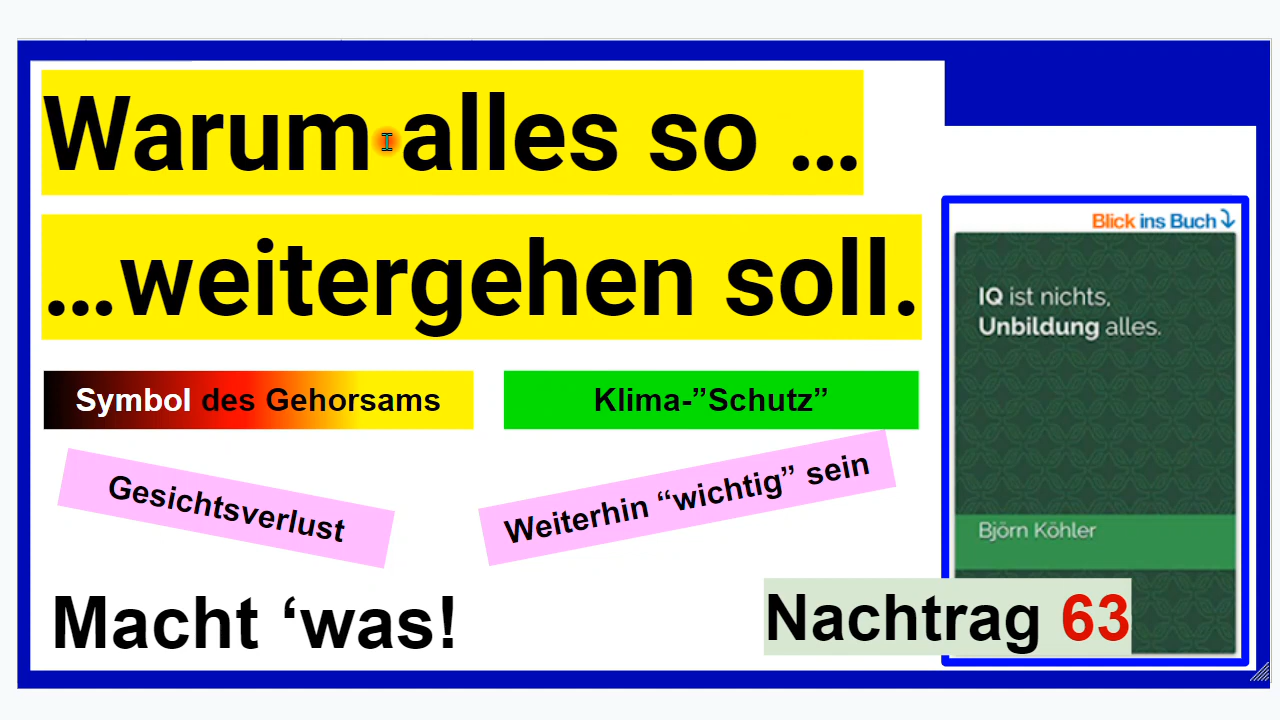 Warum alles so ...
...weitergehen soll.
Symbol des Gehorsams
Klima-”Schutz”
Gesichtsverlust
Weiterhin “wichtig” sein
Macht ‘was!
Nachtrag 63
Blick ins Buch
IQ ist nichts,
Unbildung alles.
Björn Köhler